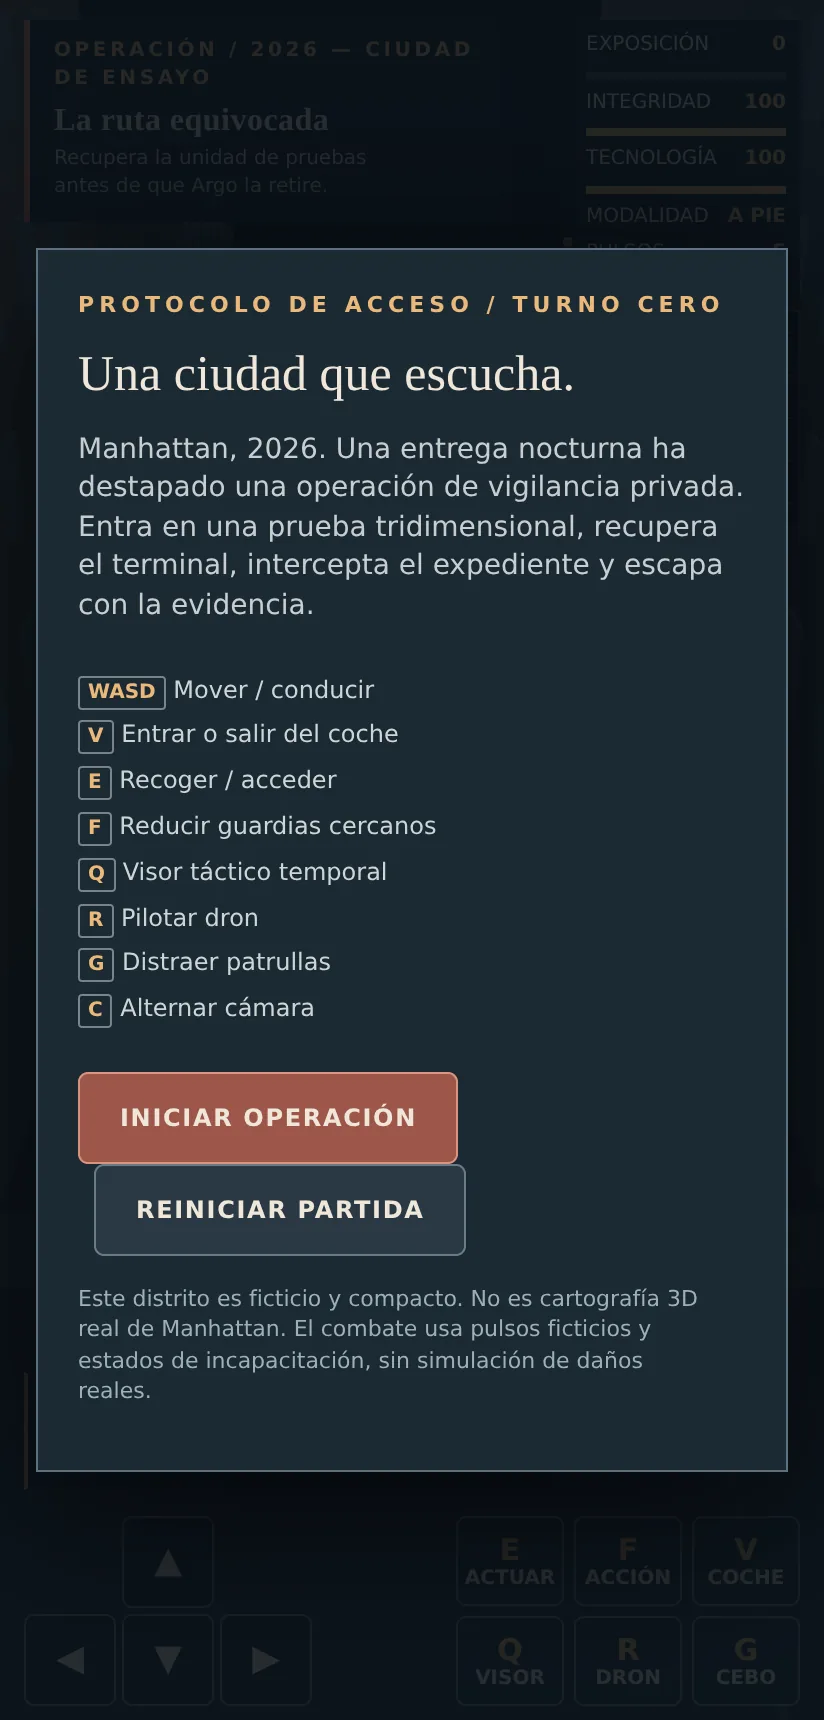 OPERACIÓN / 2026 — CIUDAD
DE ENSAYO
La ruta equivocada
Recupera la unidad de pruebas
antes de que Argo la retire.
EXPOSICIÓN 0
INTEGRIDAD 100
TECNOLOGÍA 100
MODALIDAD A PIE
PULSOS
PROTOCOLO DE ACCESO / TURNO CERO
Una ciudad que escucha.
Manhattan, 2026. Una entrega nocturna ha
destapado una operación de vigilancia privada.
Entra en una prueba tridimensional, recupera
el terminal, intercepta el expediente y escapa
con la evidencia.
WASD Mover / conducir
V Entrar o salir del coche
E Recoger / acceder
F Reducir guardias cercanos
Q Visor táctico temporal
R Pilotar dron
G Distraer patrullas
C Alternar cámara
INICIAR OPERACIÓN
REINICIAR PARTIDA
Este distrito es ficticio y compacto. No es cartografía 3D
real de Manhattan. El combate usa pulsos ficticios y
estados de incapacitación, sin simulación de daños
reales.
▲
◀ ▼ ▶
E F V
ACTUAR ACCIÓN COCHE
Q R G
VISOR DRON CEBO